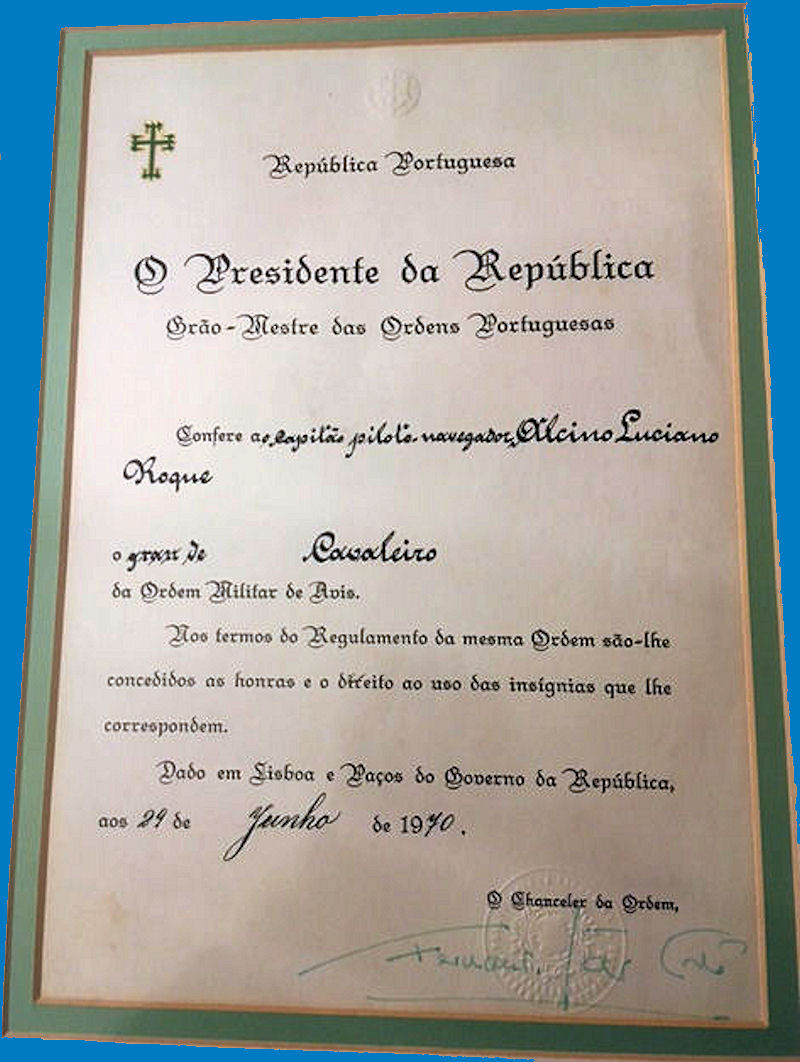 República Portuguesa
O Presidente da República
Grão-Mestre das Ordens Portuguesas
Confere ao capitão piloto-navegador, Alcino Luciano
Roque
o grau de Cavaleiro
da Ordem Militar de Avis.
Nos termos do Regulamento da mesma Ordem são-lhe
concedidos as honras e o direito ao uso das insígnias que lhe
correspondem.
Dado em Lisboa e Paços do Governo da República,
aos 29 de Junho de 1970.
O Chanceler da Ordem,